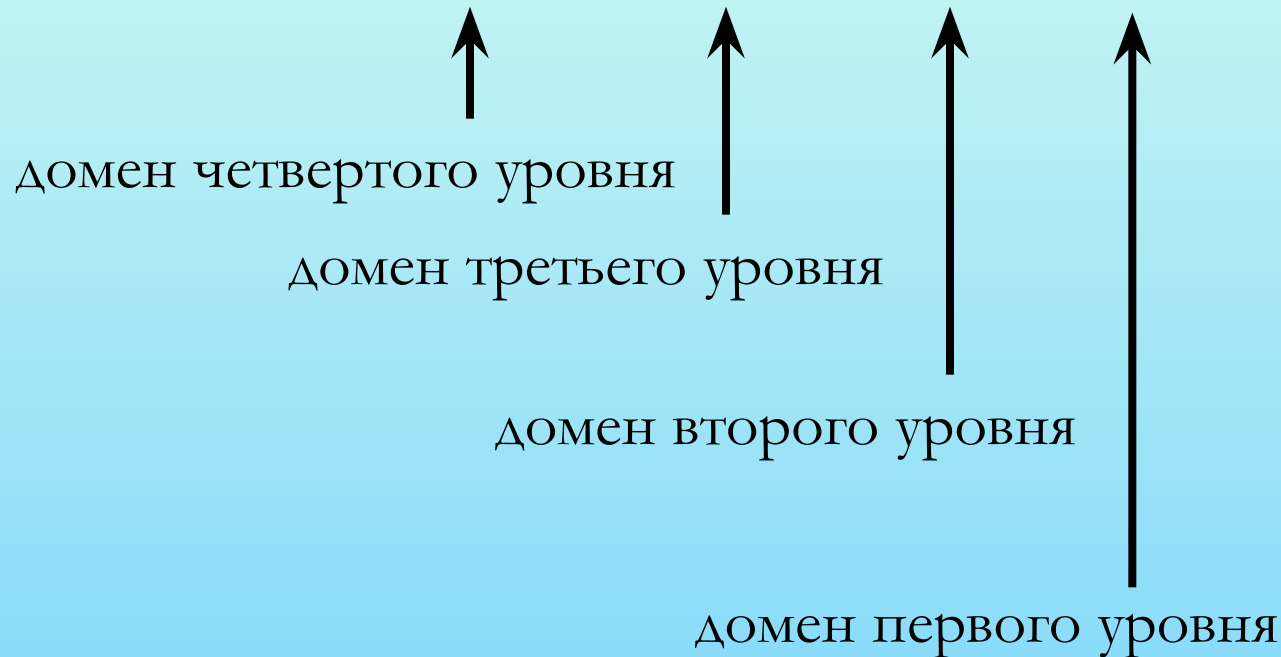 домен четвертого уровня
домен третьего уровня
домен второго уровня
домен первого уровня